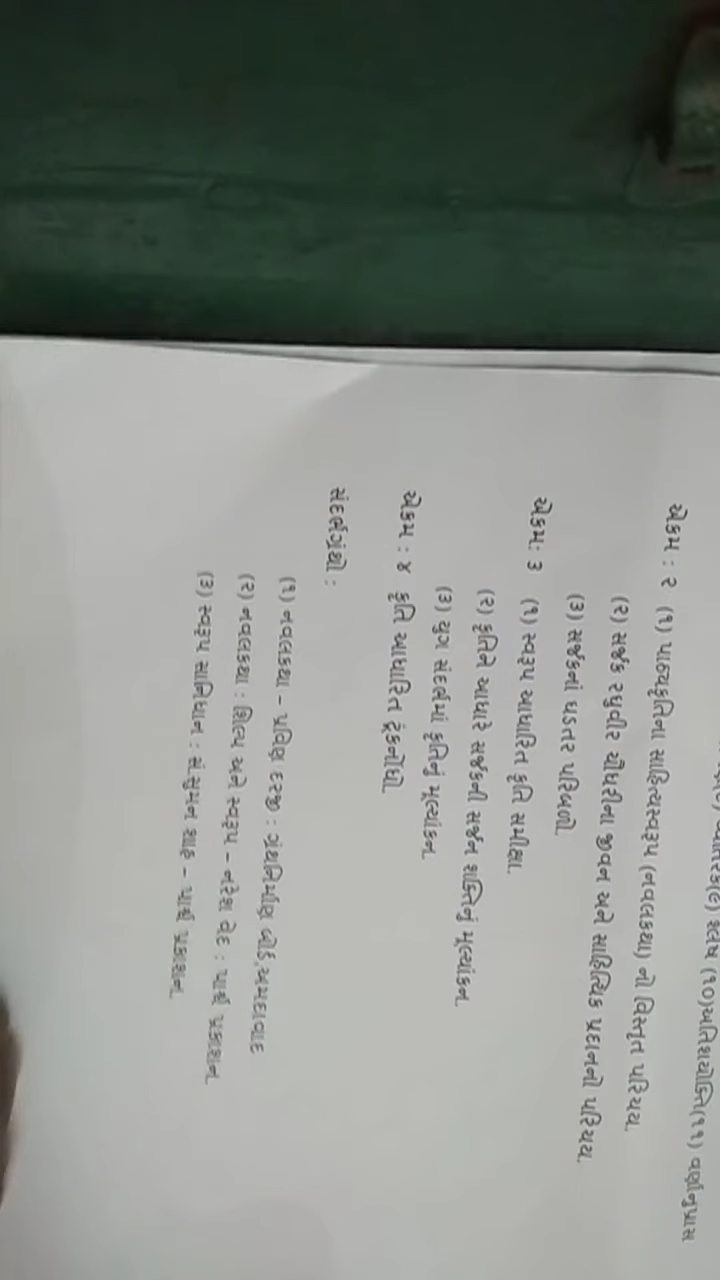 વ્યતિરેક(૯) શ્લેષ (૧૦)અતિશયોક્તિ(૧૧) વર્ણાનુપ્રાસ
એકમ : ૨ (૧) પાઠ્યકૃતિના સાહિત્યસ્વરૂપ (નવલકથા) નો વિસ્તૃત પરિચય.
(૨) સર્જક રઘુવીર ચૌધરીના જીવન અને સાહિત્યિક પ્રદાનનો પરિચય.
(૩) સર્જકનાં ઘડતર પરિબળો.
એકમ: ૩ (૧) સ્વરૂપ આધારિત કૃતિ સમીક્ષા.
(૨) કૃતિને આધારે સર્જકની સર્જન શક્તિનું મૂલ્યાંકન.
(૩) યુગ સંદર્ભમાં કૃતિનું મૂલ્યાંકન.
એકમ : ૪ કૃતિ આધારિત ટૂંકનોંધો.
સંદર્ભગ્રંથો :
(૧) નવલકથા – પ્રવિણ દરજી : ગ્રંથનિર્માણ બોર્ડ,અમદાવાદ
(૨) નવલકથા : શિલ્પ અને સ્વરૂપ – નરેશ વેદ : પાર્શ્વ પ્રકાશન.
(૩) સ્વરૂપ સાનિધાન : સં.સુમન શાહ – પાર્શ્વ પ્રકાશન.